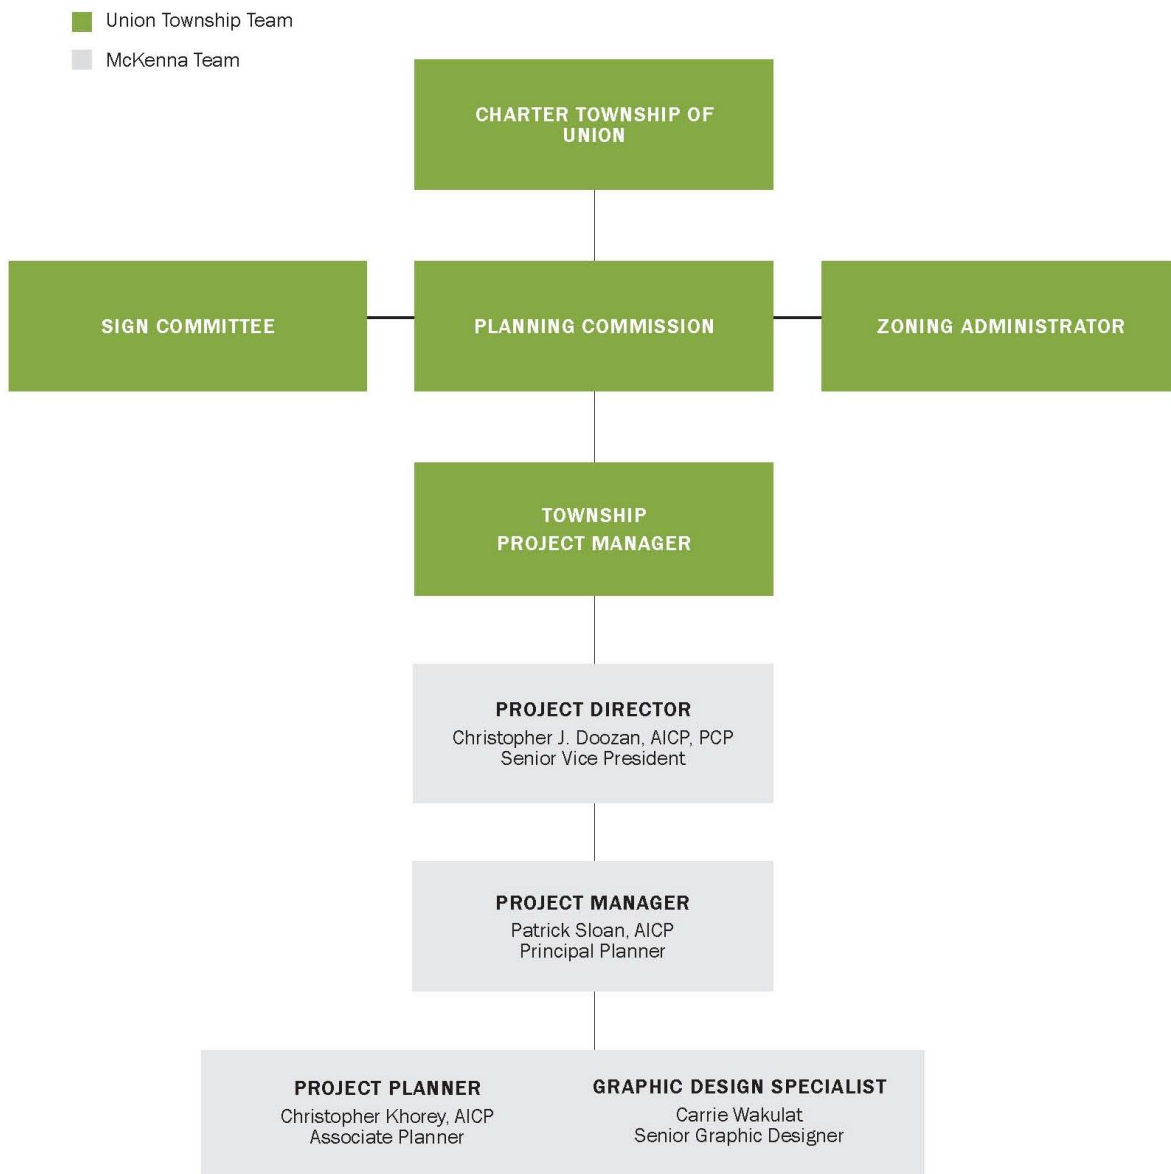 Union Township Team
McKenna Team
CHARTER TOWNSHIP OF
UNION
SIGN COMMITTEE
PLANNING COMMISSION
ZONING ADMINISTRATOR
TOWNSHIP
PROJECT MANAGER
PROJECT DIRECTOR
Christopher J. Doozan, AICP, PCP
Senior Vice President
PROJECT MANAGER
Patrick Sloan, AICP
Principal Planner
PROJECT PLANNER
Christopher Khorey, AICP
Associate Planner
GRAPHIC DESIGN SPECIALIST
Carrie Wakulat
Senior Graphic Designer